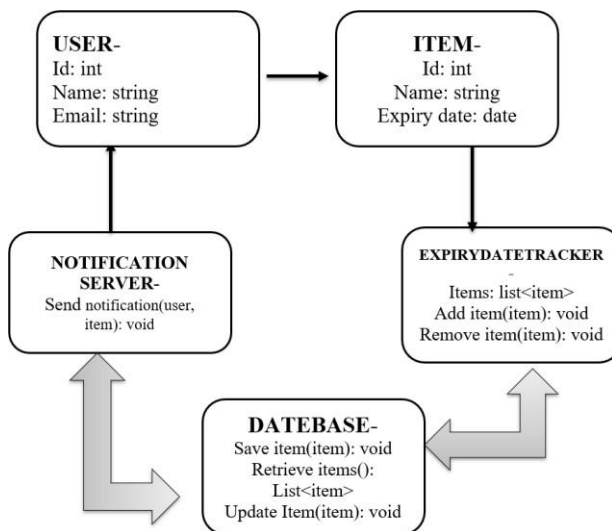 USER-
Id: int
Name: string
Email: string
ITEM-
Id: int
Name: string
Expiry date: date
NOTIFICATION
SERVER-
Send notification(user,
item): void
EXPIRYDATETRACKER
-
Items: list<item>
Add item(item): void
Remove item(item): void
DATEBASE-
Save item(item): void
Retrieve items():
List<item>
Update Item(item): void